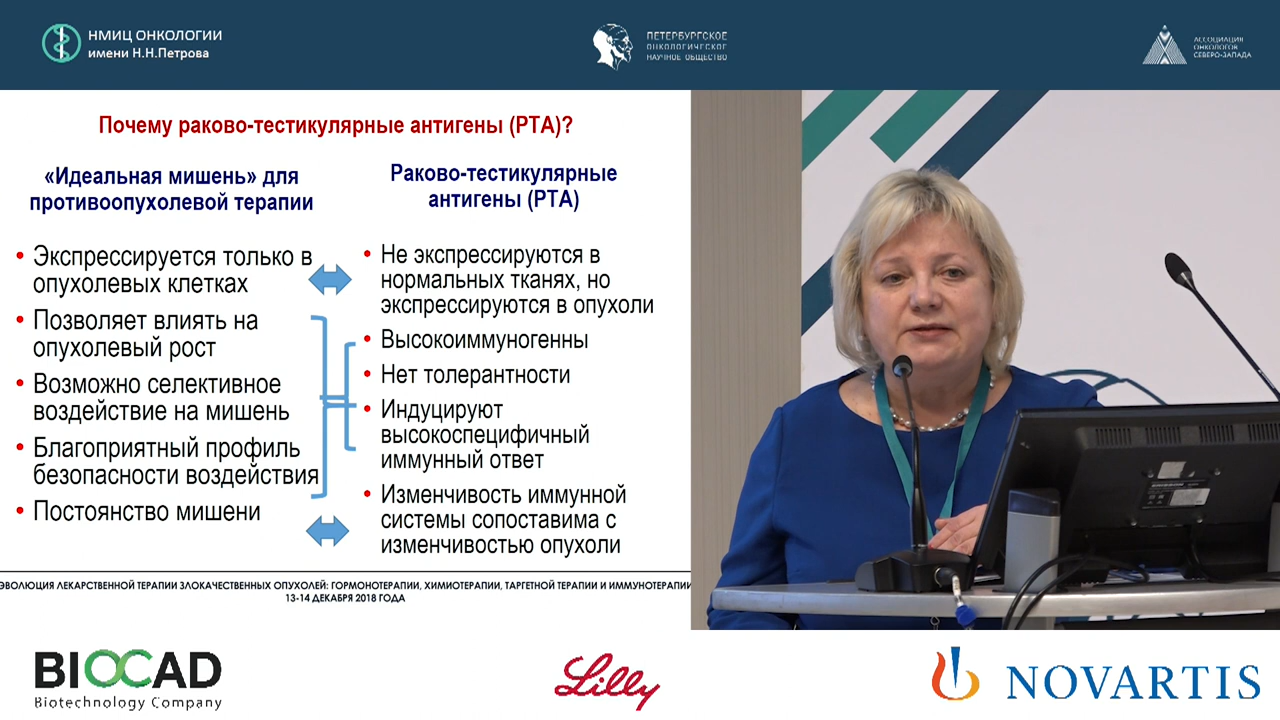 НМИЦ ОНКОЛОГИИ
имени Н.Н.Петрова
ПЕТЕРБУРГСКОЕ
ОНКОЛОГИЧЕСКОЕ
НАУЧНОЕ ОБЩЕСТВО
АССОЦИАЦИЯ
ОНКОЛОГОВ
СЕВЕРО-ЗАПАДА
Почему раково-тестикулярные антигены (РТА)?
«Идеальная мишень» для
противоопухолевой терапии
• Экспрессируется только в
опухолевых клетках
• Позволяет влиять на
опухолевый рост
• Возможно селективное
воздействие на мишень
• Благоприятный профиль
безопасности воздействия
• Постоянство мишени
Раково-тестикулярные
антигены (РТА)
• Не экспрессируются в
нормальных тканях, но
экспрессируются в опухоли
• Высокоиммуногенны
• Нет толерантности
• Индуцируют
высокоспецифичный
иммунный ответ
• Изменчивость иммунной
системы сопоставима с
изменчивостью опухоли
ЭВОЛЮЦИЯ ЛЕКАРСТВЕННОЙ ТЕРАПИИ ЗЛОКАЧЕСТВЕННЫХ ОПУХОЛЕЙ: ГОРМОНОТЕРАПИИ, ХИМИОТЕРАПИИ, ТАРГЕТНОЙ ТЕРАПИИ И ИММУНОТЕРАПИИ
13-14 ДЕКАБРЯ 2018 ГОДА
BIOCAD
Biotechnology Company
Lilly
NOVARTIS